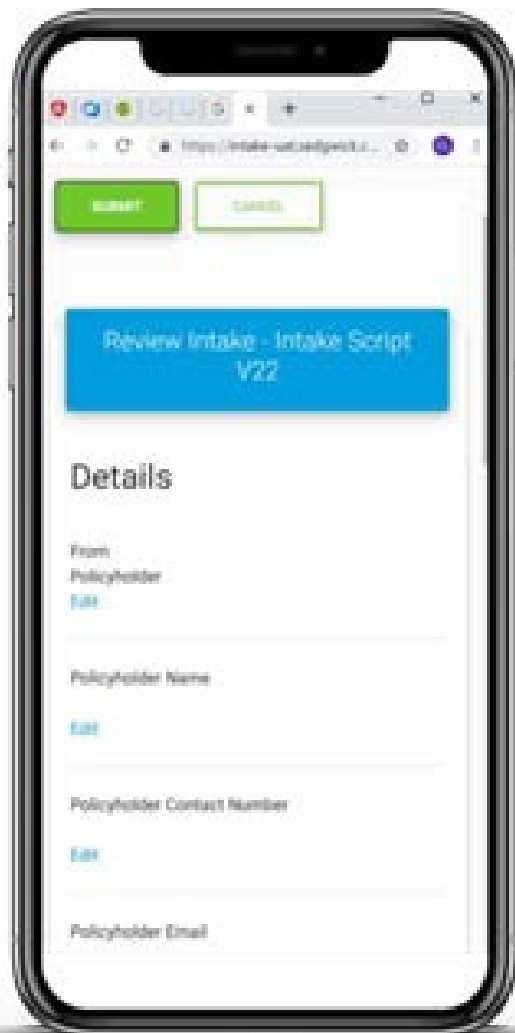 SUBMIT
CANCEL
Review Intake - Intake Script
V22
Details
From
Policyholder
Edit
Policyholder Name
Edit
Policyholder Contact Number
Edit
Policyholder Email